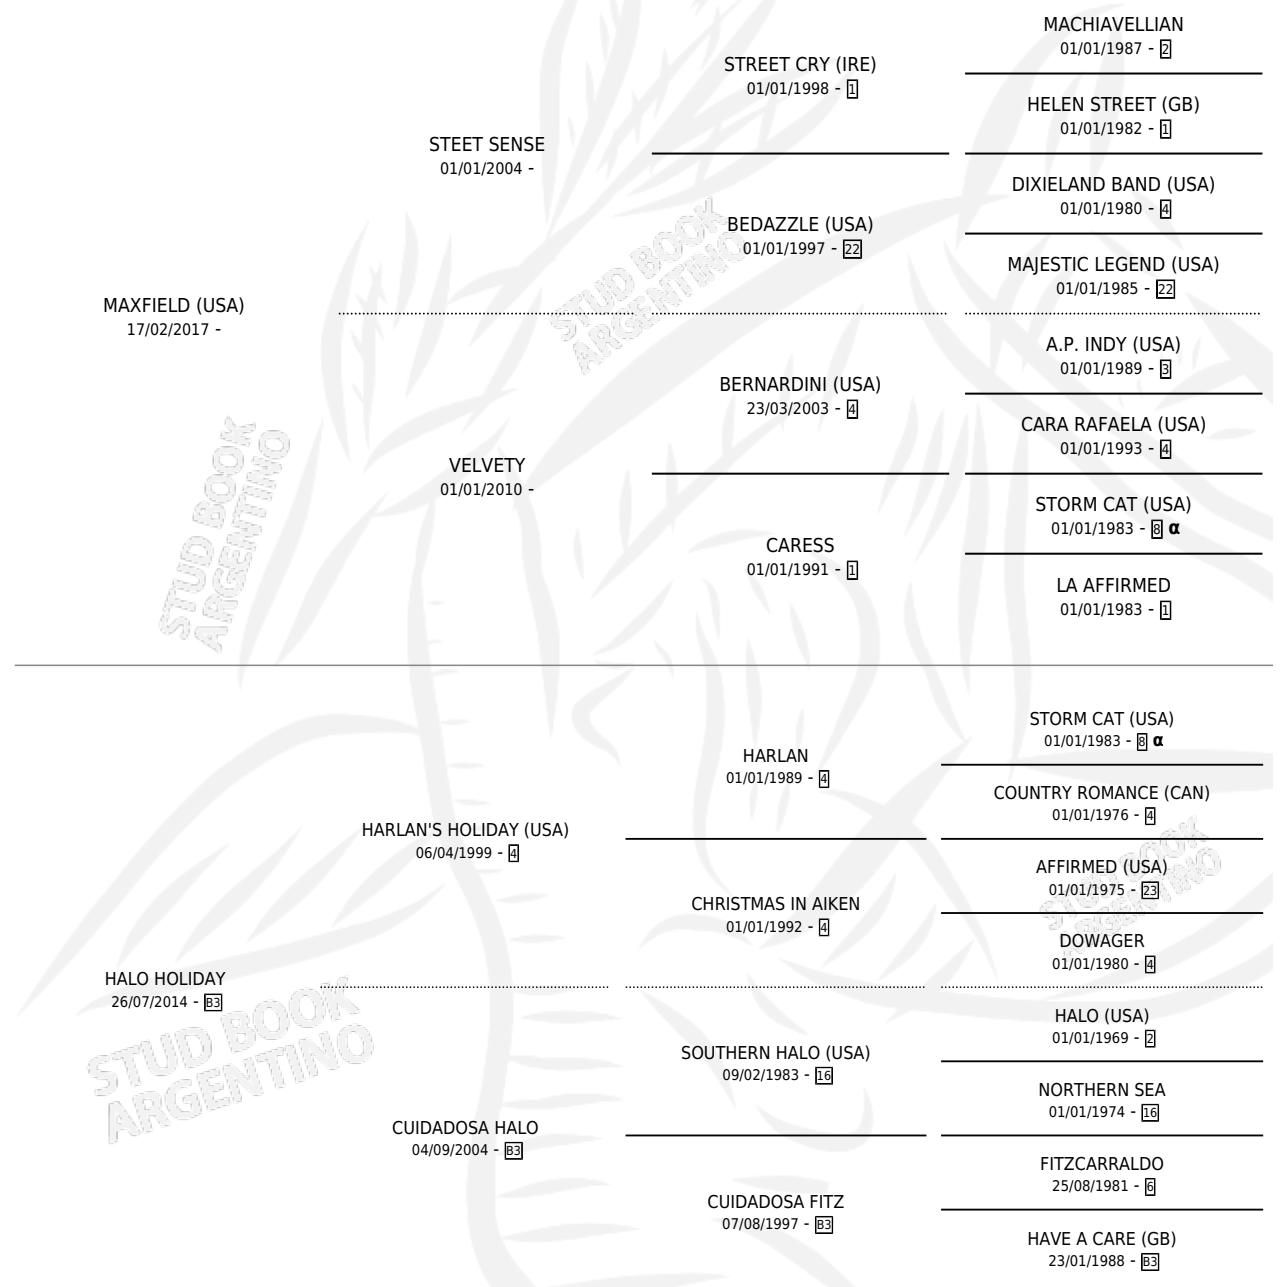 MACHIAVELLIAN
01/01/1987 - 2
STREET CRY (IRE)
01/01/1998 - 1
HELEN STREET (GB)
01/01/1982 - 1
STEET SENSE
01/01/2004 -
DIXIELAND BAND (USA)
01/01/1980 - 4
BEDAZZLE (USA)
01/01/1997 - 22
MAJESTIC LEGEND (USA)
01/01/1985 - 22
MAXFIELD (USA)
17/02/2017 -
A.P. INDY (USA)
01/01/1989 - 3
BERNARDINI (USA)
23/03/2003 - 4
CARA RAFAELA (USA)
01/01/1993 - 4
VELVETY
01/01/2010 -
STORM CAT (USA)
01/01/1983 - 8 α
CARESS
01/01/1991 - 1
LA AFFIRMED
01/01/1983 - 1
STORM CAT (USA)
01/01/1983 - 8 α
HARLAN
01/01/1989 - 4
COUNTRY ROMANCE (CAN)
01/01/1976 - 4
HARLAN'S HOLIDAY (USA)
06/04/1999 - 4
AFFIRMED (USA)
01/01/1975 - 23
CHRISTMAS IN AIKEN
01/01/1992 - 4
DOWAGER
01/01/1980 - 4
HALO HOLIDAY
26/07/2014 - B3
HALO (USA)
01/01/1969 - 2
SOUTHERN HALO (USA)
09/02/1983 - 16
NORTHERN SEA
01/01/1974 - 16
CUIDADOSA HALO
04/09/2004 - B3
FITZCARRALDO
25/08/1981 - 6
CUIDADOSA FITZ
07/08/1997 - B3
HAVE A CARE (GB)
23/01/1988 - B3
STUD BOOK
ARGENTINO
STUD BOOK
ARGENTINO
STUD BOOK
ARGENTINO
STUD BOOK
ARGENTINO